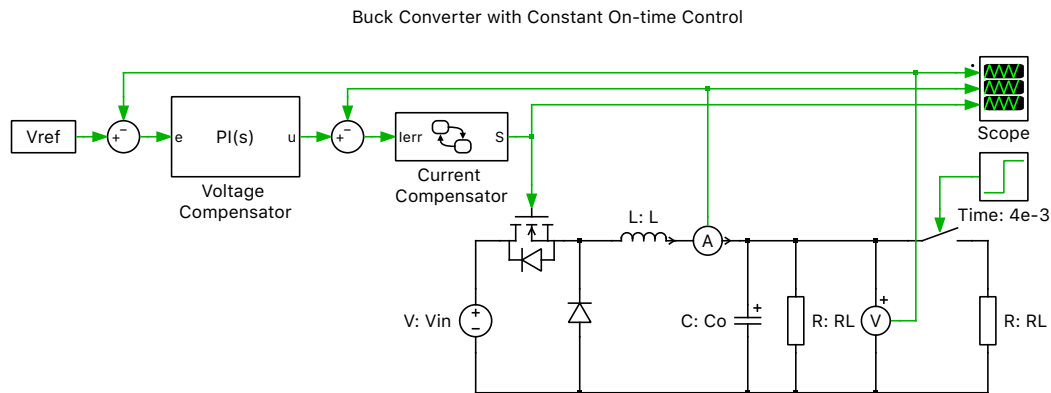 Buck Converter with Constant On-time Control
Vref
+
−
e
PI(s)
u
Voltage
Compensator
+
−
Ierr
S
Current
Compensator
Scope
Time: 4e-3
L: L
A
V: Vin
+
−
C: Co
+
R: RL
+
V
R: RL